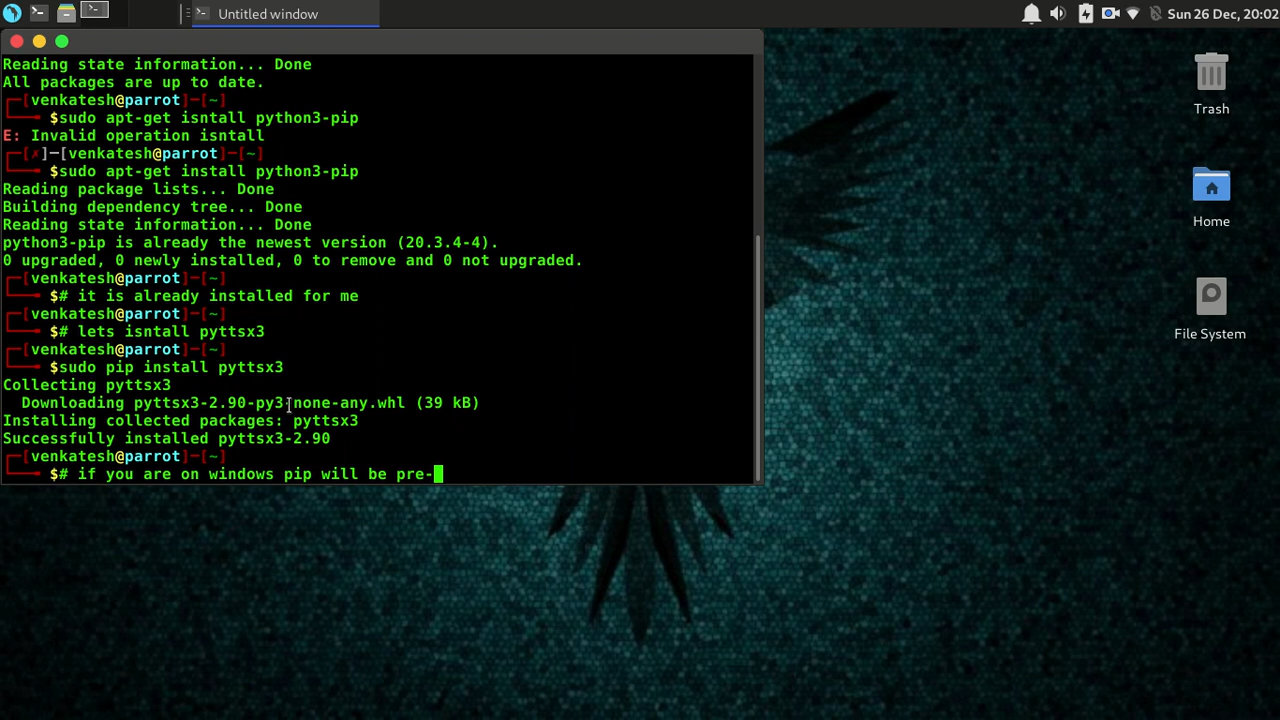 Untitled window
Sun 26 Dec, 20:02
Reading state information... Done
All packages are up to date.
┌─[venkatesh@parrot]─[~]
└──╼ $sudo apt-get isntall python3-pip
E: Invalid operation isntall
┌─[✗]─[venkatesh@parrot]─[~]
└──╼ $sudo apt-get install python3-pip
Reading package lists... Done
Building dependency tree... Done
Reading state information... Done
python3-pip is already the newest version (20.3.4-4).
0 upgraded, 0 newly installed, 0 to remove and 0 not upgraded.
┌─[venkatesh@parrot]─[~]
└──╼ $# it is already installed for me
┌─[venkatesh@parrot]─[~]
└──╼ $# lets isntall pyttsx3
┌─[venkatesh@parrot]─[~]
└──╼ $sudo pip install pyttsx3
Collecting pyttsx3
  Downloading pyttsx3-2.90-py3-none-any.whl (39 kB)
Installing collected packages: pyttsx3
Successfully installed pyttsx3-2.90
┌─[venkatesh@parrot]─[~]
└──╼ $# if you are on windows pip will be pre-
Trash
Home
File System